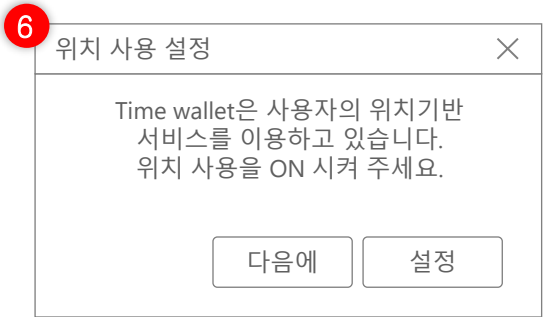 6
위치 사용 설정
Time wallet은 사용자의 위치기반
서비스를 이용하고 있습니다.
위치 사용을 ON 시켜 주세요.
다음에 설정